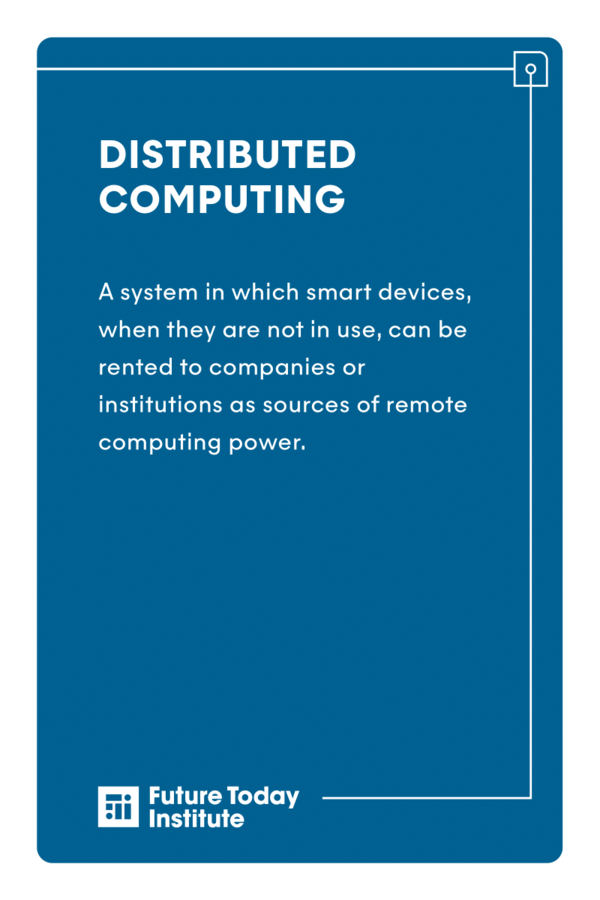 DISTRIBUTED
COMPUTING
A system in which smart devices,
when they are not in use, can be
rented to companies or
institutions as sources of remote
computing power.
Future Today
Institute